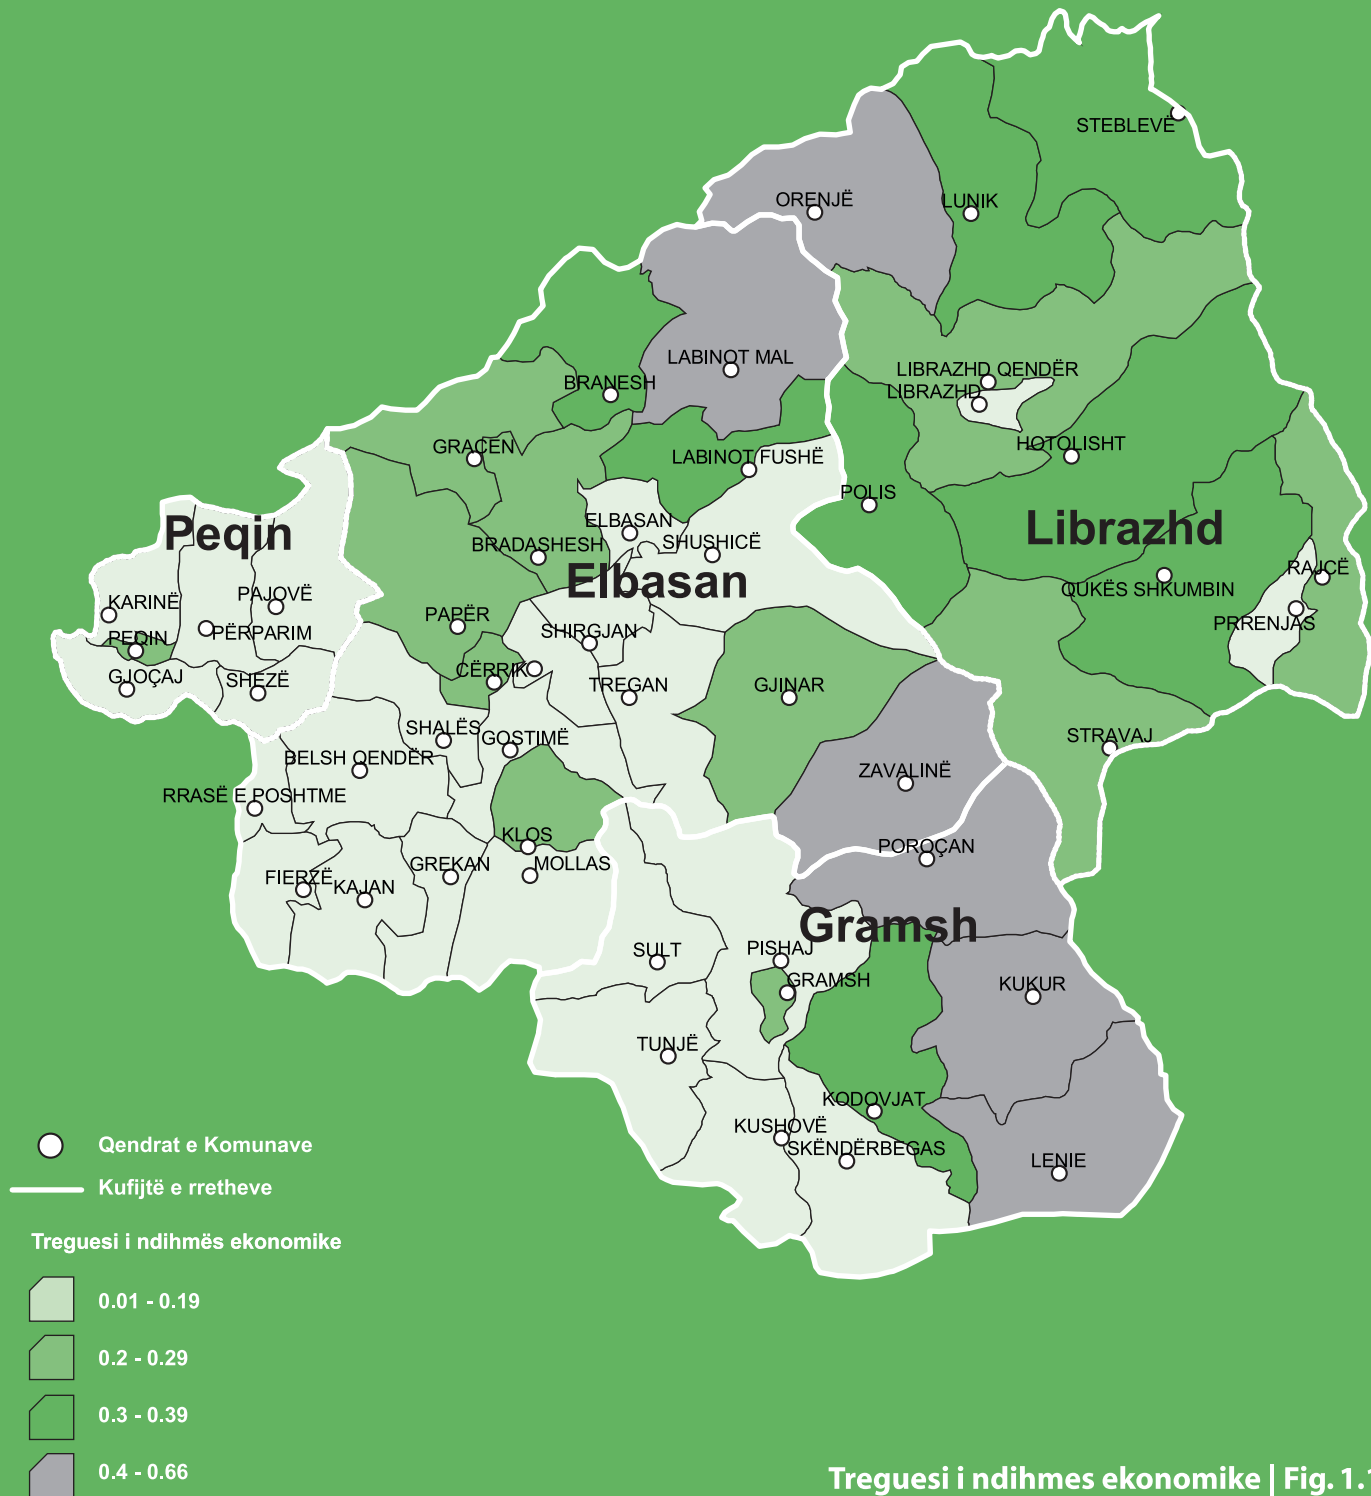 STEBLEVË
ORENJË
LUNIK
LABINOT MAL
LIBRAZHD QENDËR
BRANESH
LIBRAZHD
GRACEN
HOTOLISHT
LABINOT FUSHË
POLIS
Peqin
ELBASAN
Librazhd
BRADASHESH
SHUSHICË
Elbasan
RAJCË
QUKËS SHKUMBIN
KARINË
PAJOVË
PAPËR
PRRENJAS
PEQIN
PËRPARIM
SHIRGJAN
CËRRIK
GJOÇAJ
SHEZË
TREGAN
GJINAR
SHALËS
GOSTIMË
STRAVAJ
BELSH QENDËR
ZAVALINË
RRASË E POSHTME
KLOS
POROÇAN
GREKAN
MOLLAS
FIERZË
KAJAN
Gramsh
SULT
PISHAJ
GRAMSH
KUKUR
TUNJË
KODOVJAT
KUSHOVË
SKËNDËRBEGAS
LENIE
Qendrat e Komunave
Kufijtë e rretheve
Treguesi i ndihmës ekonomike
0.01 - 0.19
0.2 - 0.29
0.3 - 0.39
0.4 - 0.66
Treguesi i ndihmes ekonomike | Fig. 1.1